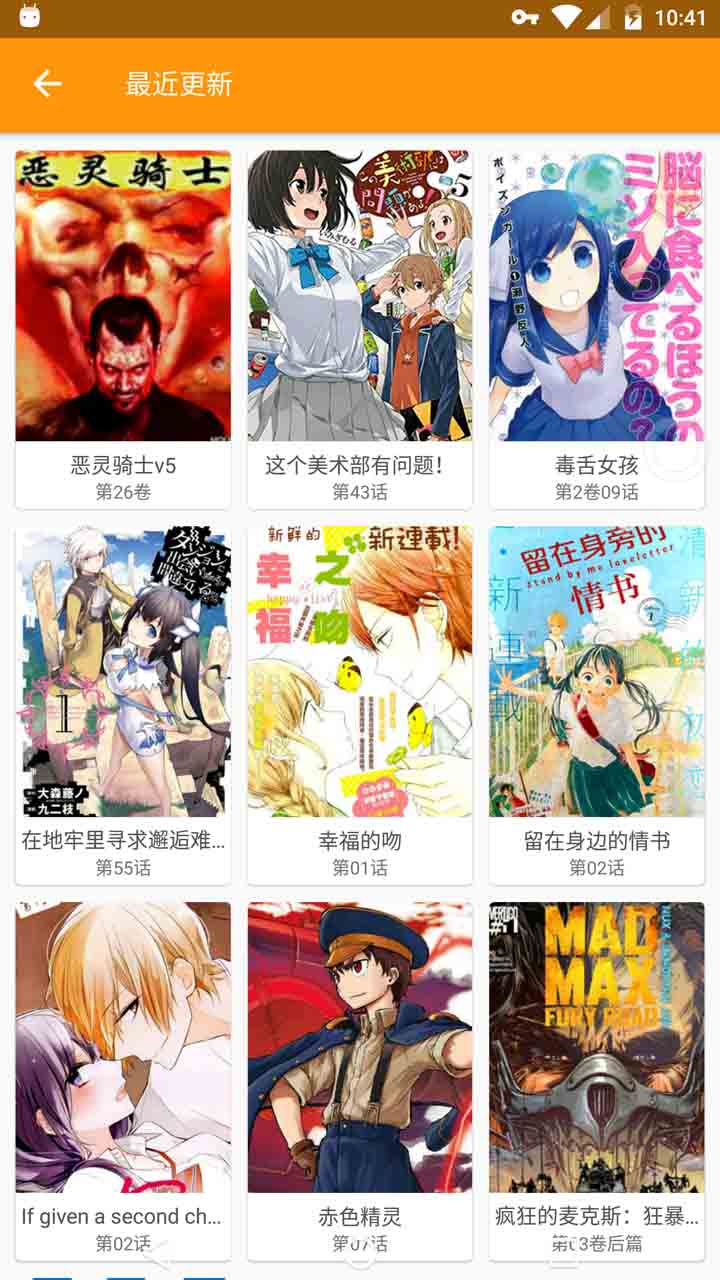 10:41
最近更新
恶灵骑士
恶灵骑士v5
第26卷
この美術部には
問題がある!
5
いみぎむる
这个美术部有问题！
第43话
脳に食べるほうの
ミソ入ってるの?
ポイズンガール① 瀬野反人
毒舌女孩
第2卷09话
ダンジョンに
出会いを
間違って
1
大森藤ノ
九二枝
在地牢里寻求邂逅难...
第55话
新鮮的
新連載!
幸福之吻
幸福的吻
第01话
留在身旁的
Stand by me loveletter
情书
新連載
留在身边的情书
第02话
If given a second ch...
第02话
赤色精灵
第07话
VERTIGO
#1
MAD
MAX
FURY ROAD
疯狂的麦克斯：狂暴...
第03卷后篇